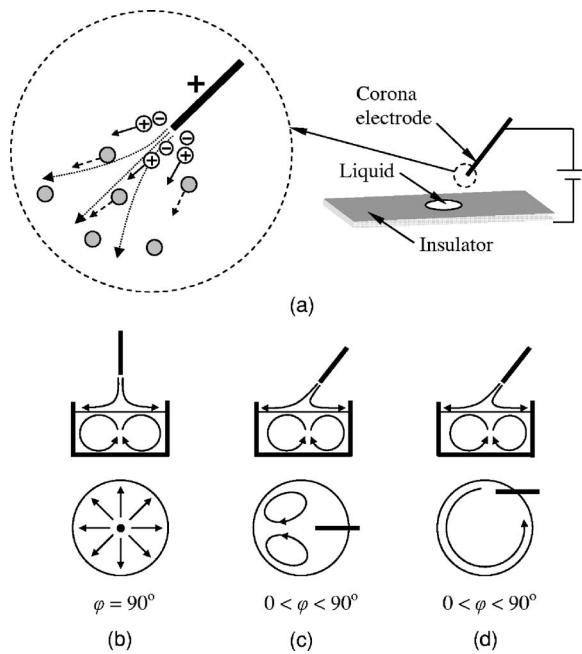 +
Corona
electrode
Liquid
Insulator
(a)
φ = 90°
0 < φ < 90°
0 < φ < 90°
(b)
(c)
(d)